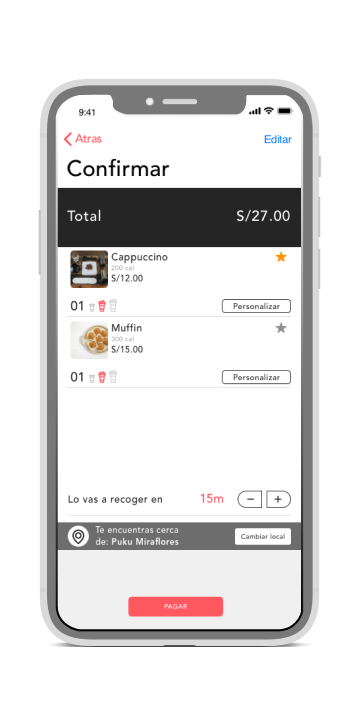 9:41
Atras
Editar
Confirmar
Total S/27.00
Cappuccino
200 cal
S/12.00
01
Personalizar
Muffin
300 cal
S/15.00
01
Personalizar
Lo vas a recoger en 15m − +
Te encuentras cerca
de: Puku Miraflores
Cambiar local
PAGAR